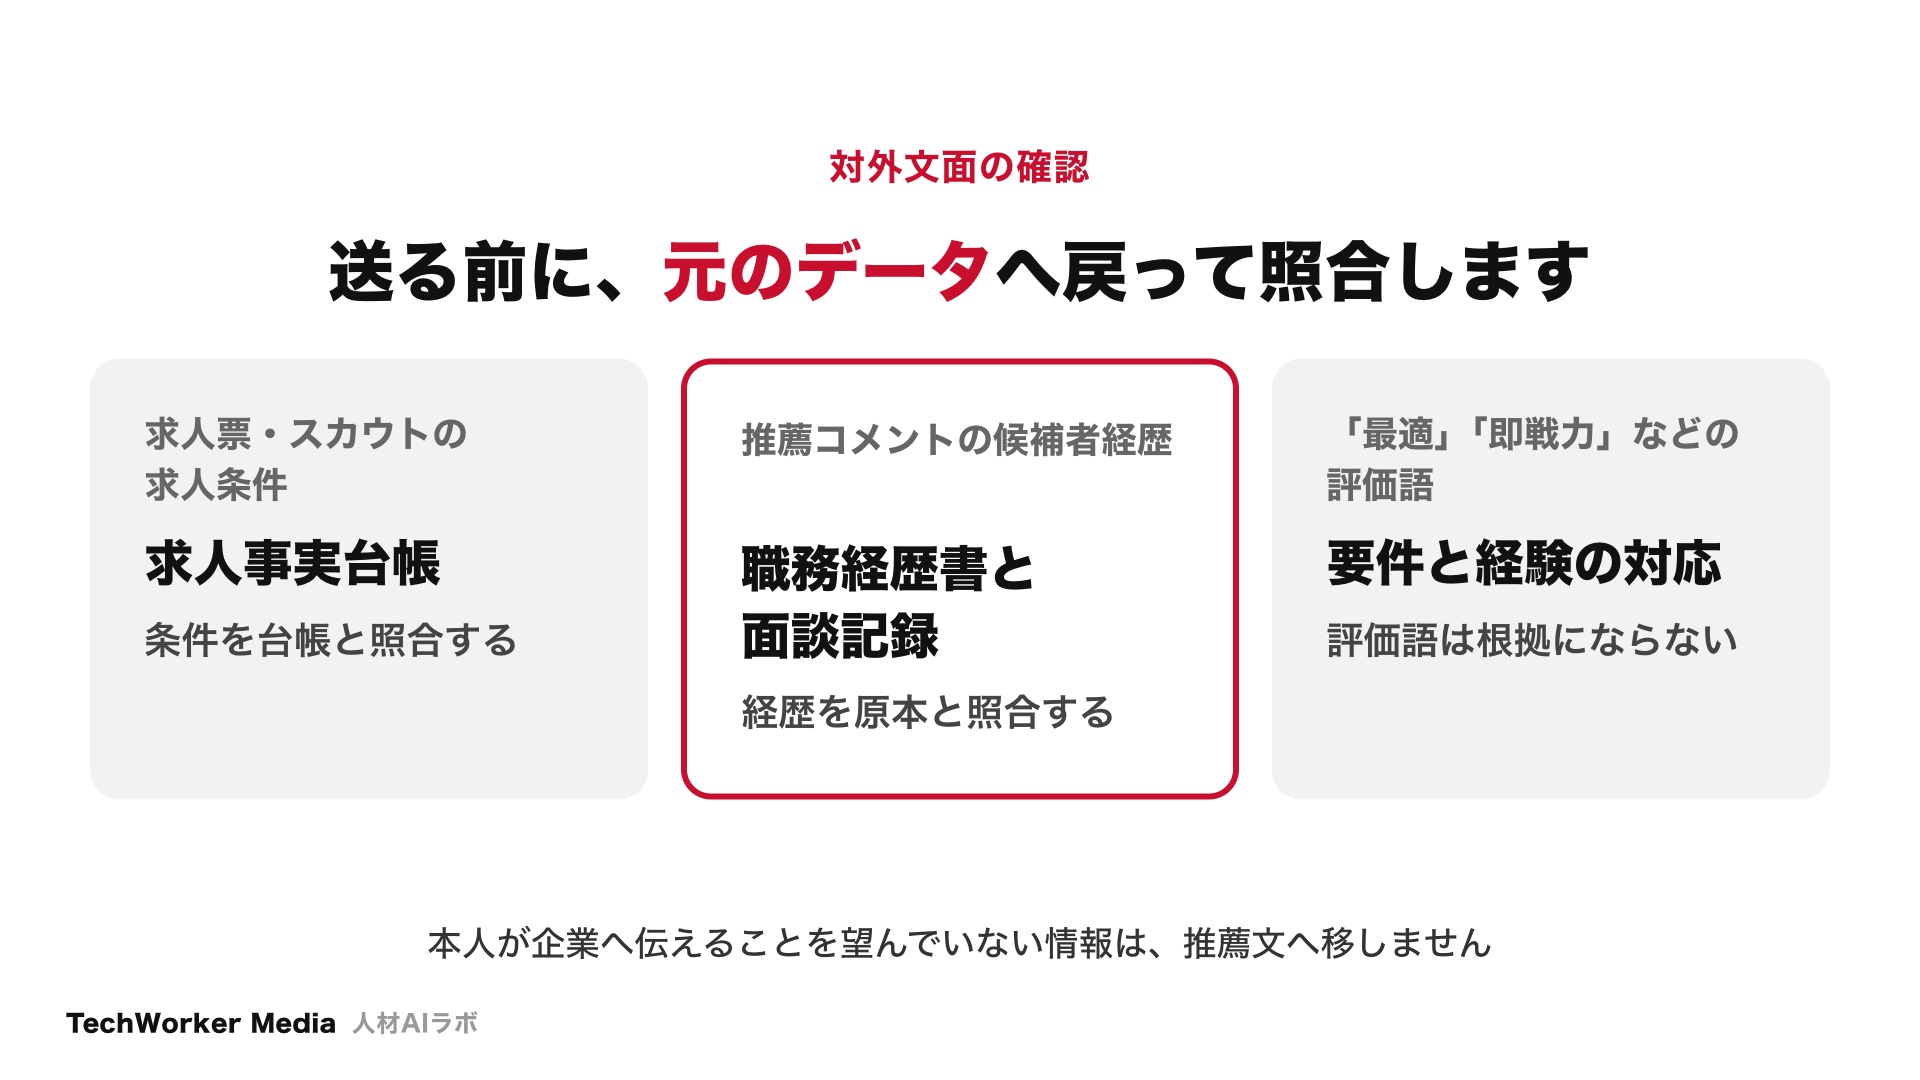 対外文面の確認
送る前に、元のデータへ戻って照合します
求人票・スカウトの
求人条件
求人事実台帳
条件を台帳と照合する
推薦コメントの候補者経歴
職務経歴書と
面談記録
経歴を原本と照合する
「最適」「即戦力」などの
評価語
要件と経験の対応
評価語は根拠にならない
本人が企業へ伝えることを望んでいない情報は、推薦文へ移しません
TechWorker Media 人材AIラボ